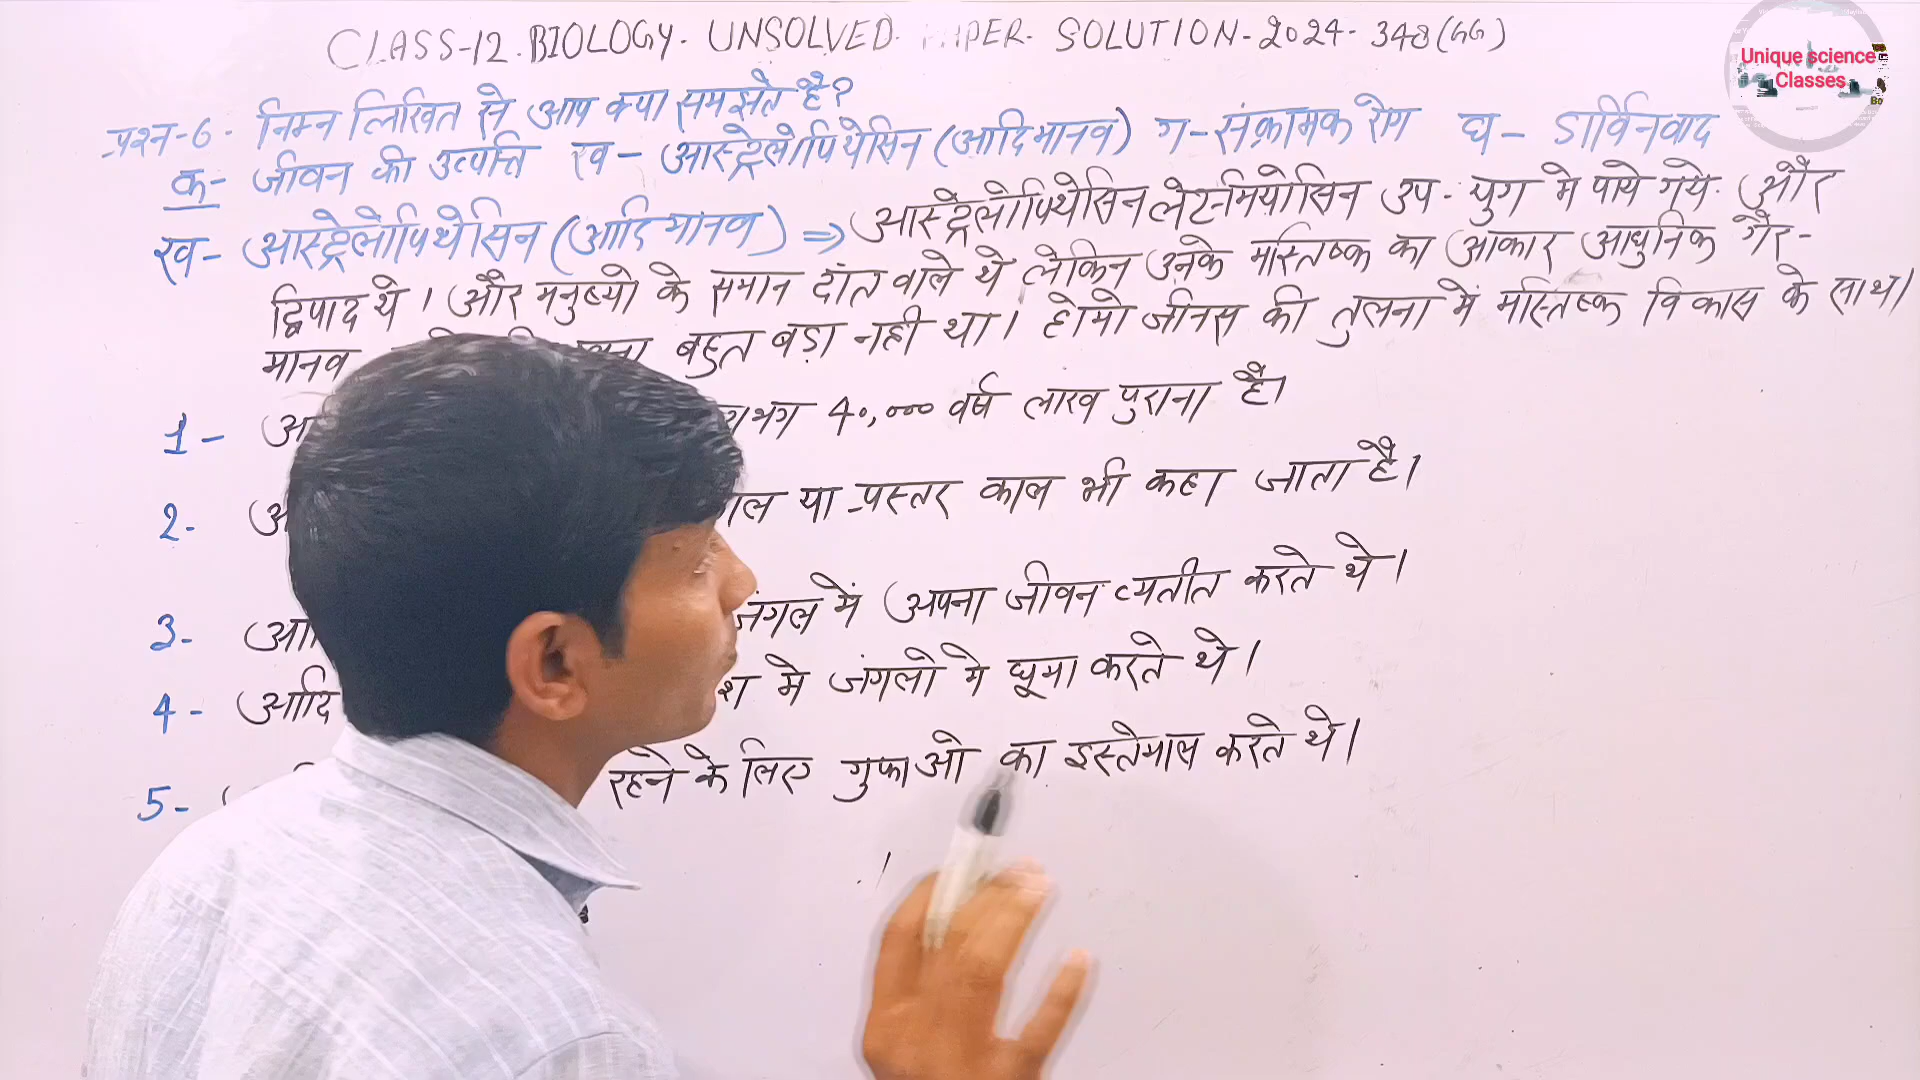 CLASS-12. BIOLOGY. UNSOLVED. PAPER. SOLUTION-2024-348(GG)
Unique science
Classes
प्रश्न-6- निम्न लिखित से आप क्या समझते है?
क- जीवन की उत्पत्ति ख- आस्ट्रेलोपिथेसिन (आदिमानव) ग- संक्रामक रोग घ- डार्विनवाद
ख- आस्ट्रेलोपिथेसिन (आदिमानव) ⇒ आस्ट्रेलोपिथेसिन लेट-मियोसिन उप-युग मे पाये गये. और
द्विपाद थे। और मनुष्यो के समान दांत वाले थे लेकिन उनके मस्तिष्क का आकार आधुनिक गैर-
मानव बहुत बड़ा नही था। होमो जीनस की तुलना में मस्तिष्क विकास के साथ।
1- 40,000 वर्ष लाख पुराना है।
2- या प्रस्तर काल भी कहा जाता है।
3- जंगल में अपना जीवन व्यतीत करते थे।
4- आदि मे जंगलो मे घूमा करते थे।
5- रहने के लिए गुफाओ का इस्तेमाल करते थे।